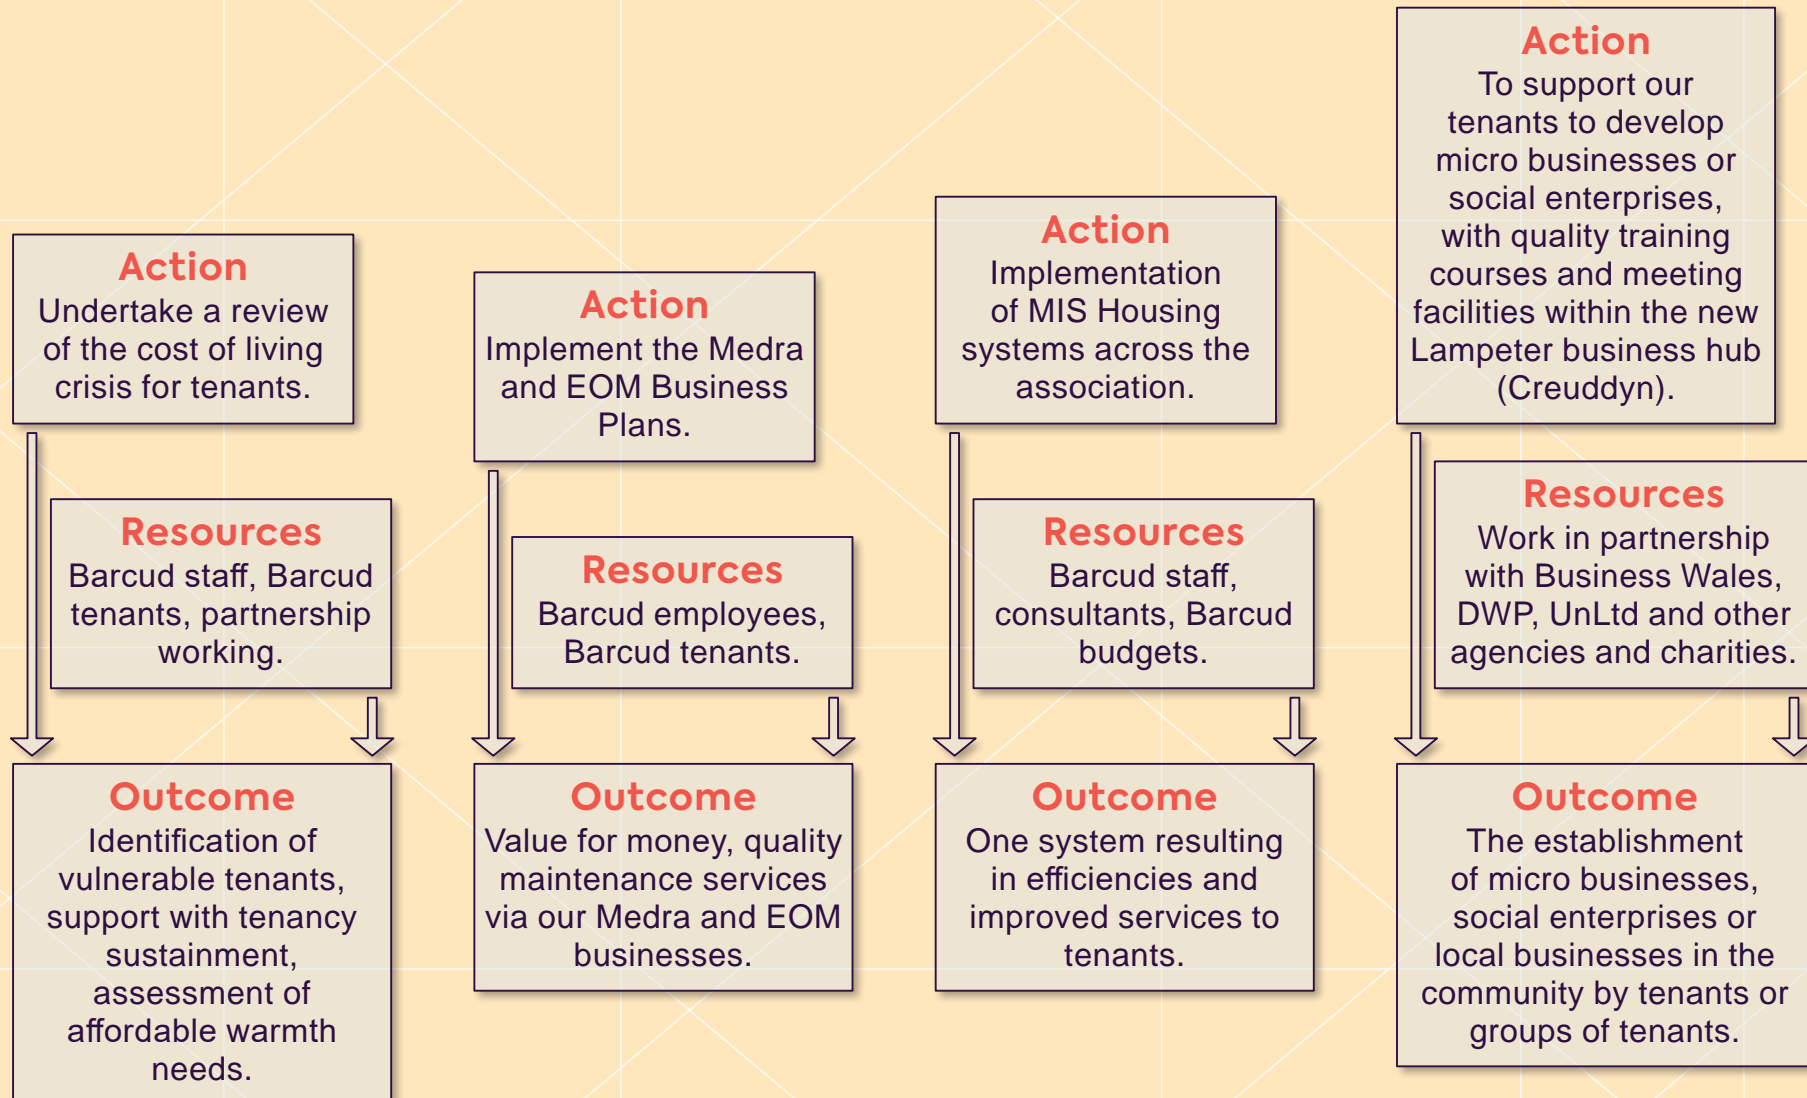 Action
Undertake a review
of the cost of living
crisis for tenants.
Resources
Barcud staff, Barcud
tenants, partnership
working.
Outcome
Identification of
vulnerable tenants,
support with tenancy
sustainment,
assessment of
affordable warmth
needs.
Action
Implement the Medra
and EOM Business
Plans.
Resources
Barcud employees,
Barcud tenants.
Outcome
Value for money, quality
maintenance services
via our Medra and EOM
businesses.
Action
Implementation
of MIS Housing
systems across the
association.
Resources
Barcud staff,
consultants, Barcud
budgets.
Outcome
One system resulting
in efficiencies and
improved services to
tenants.
Action
To support our
tenants to develop
micro businesses or
social enterprises,
with quality training
courses and meeting
facilities within the new
Lampeter business hub
(Creuddyn).
Resources
Work in partnership
with Business Wales,
DWP, UnLtd and other
agencies and charities.
Outcome
The establishment
of micro businesses,
social enterprises or
local businesses in the
community by tenants or
groups of tenants.